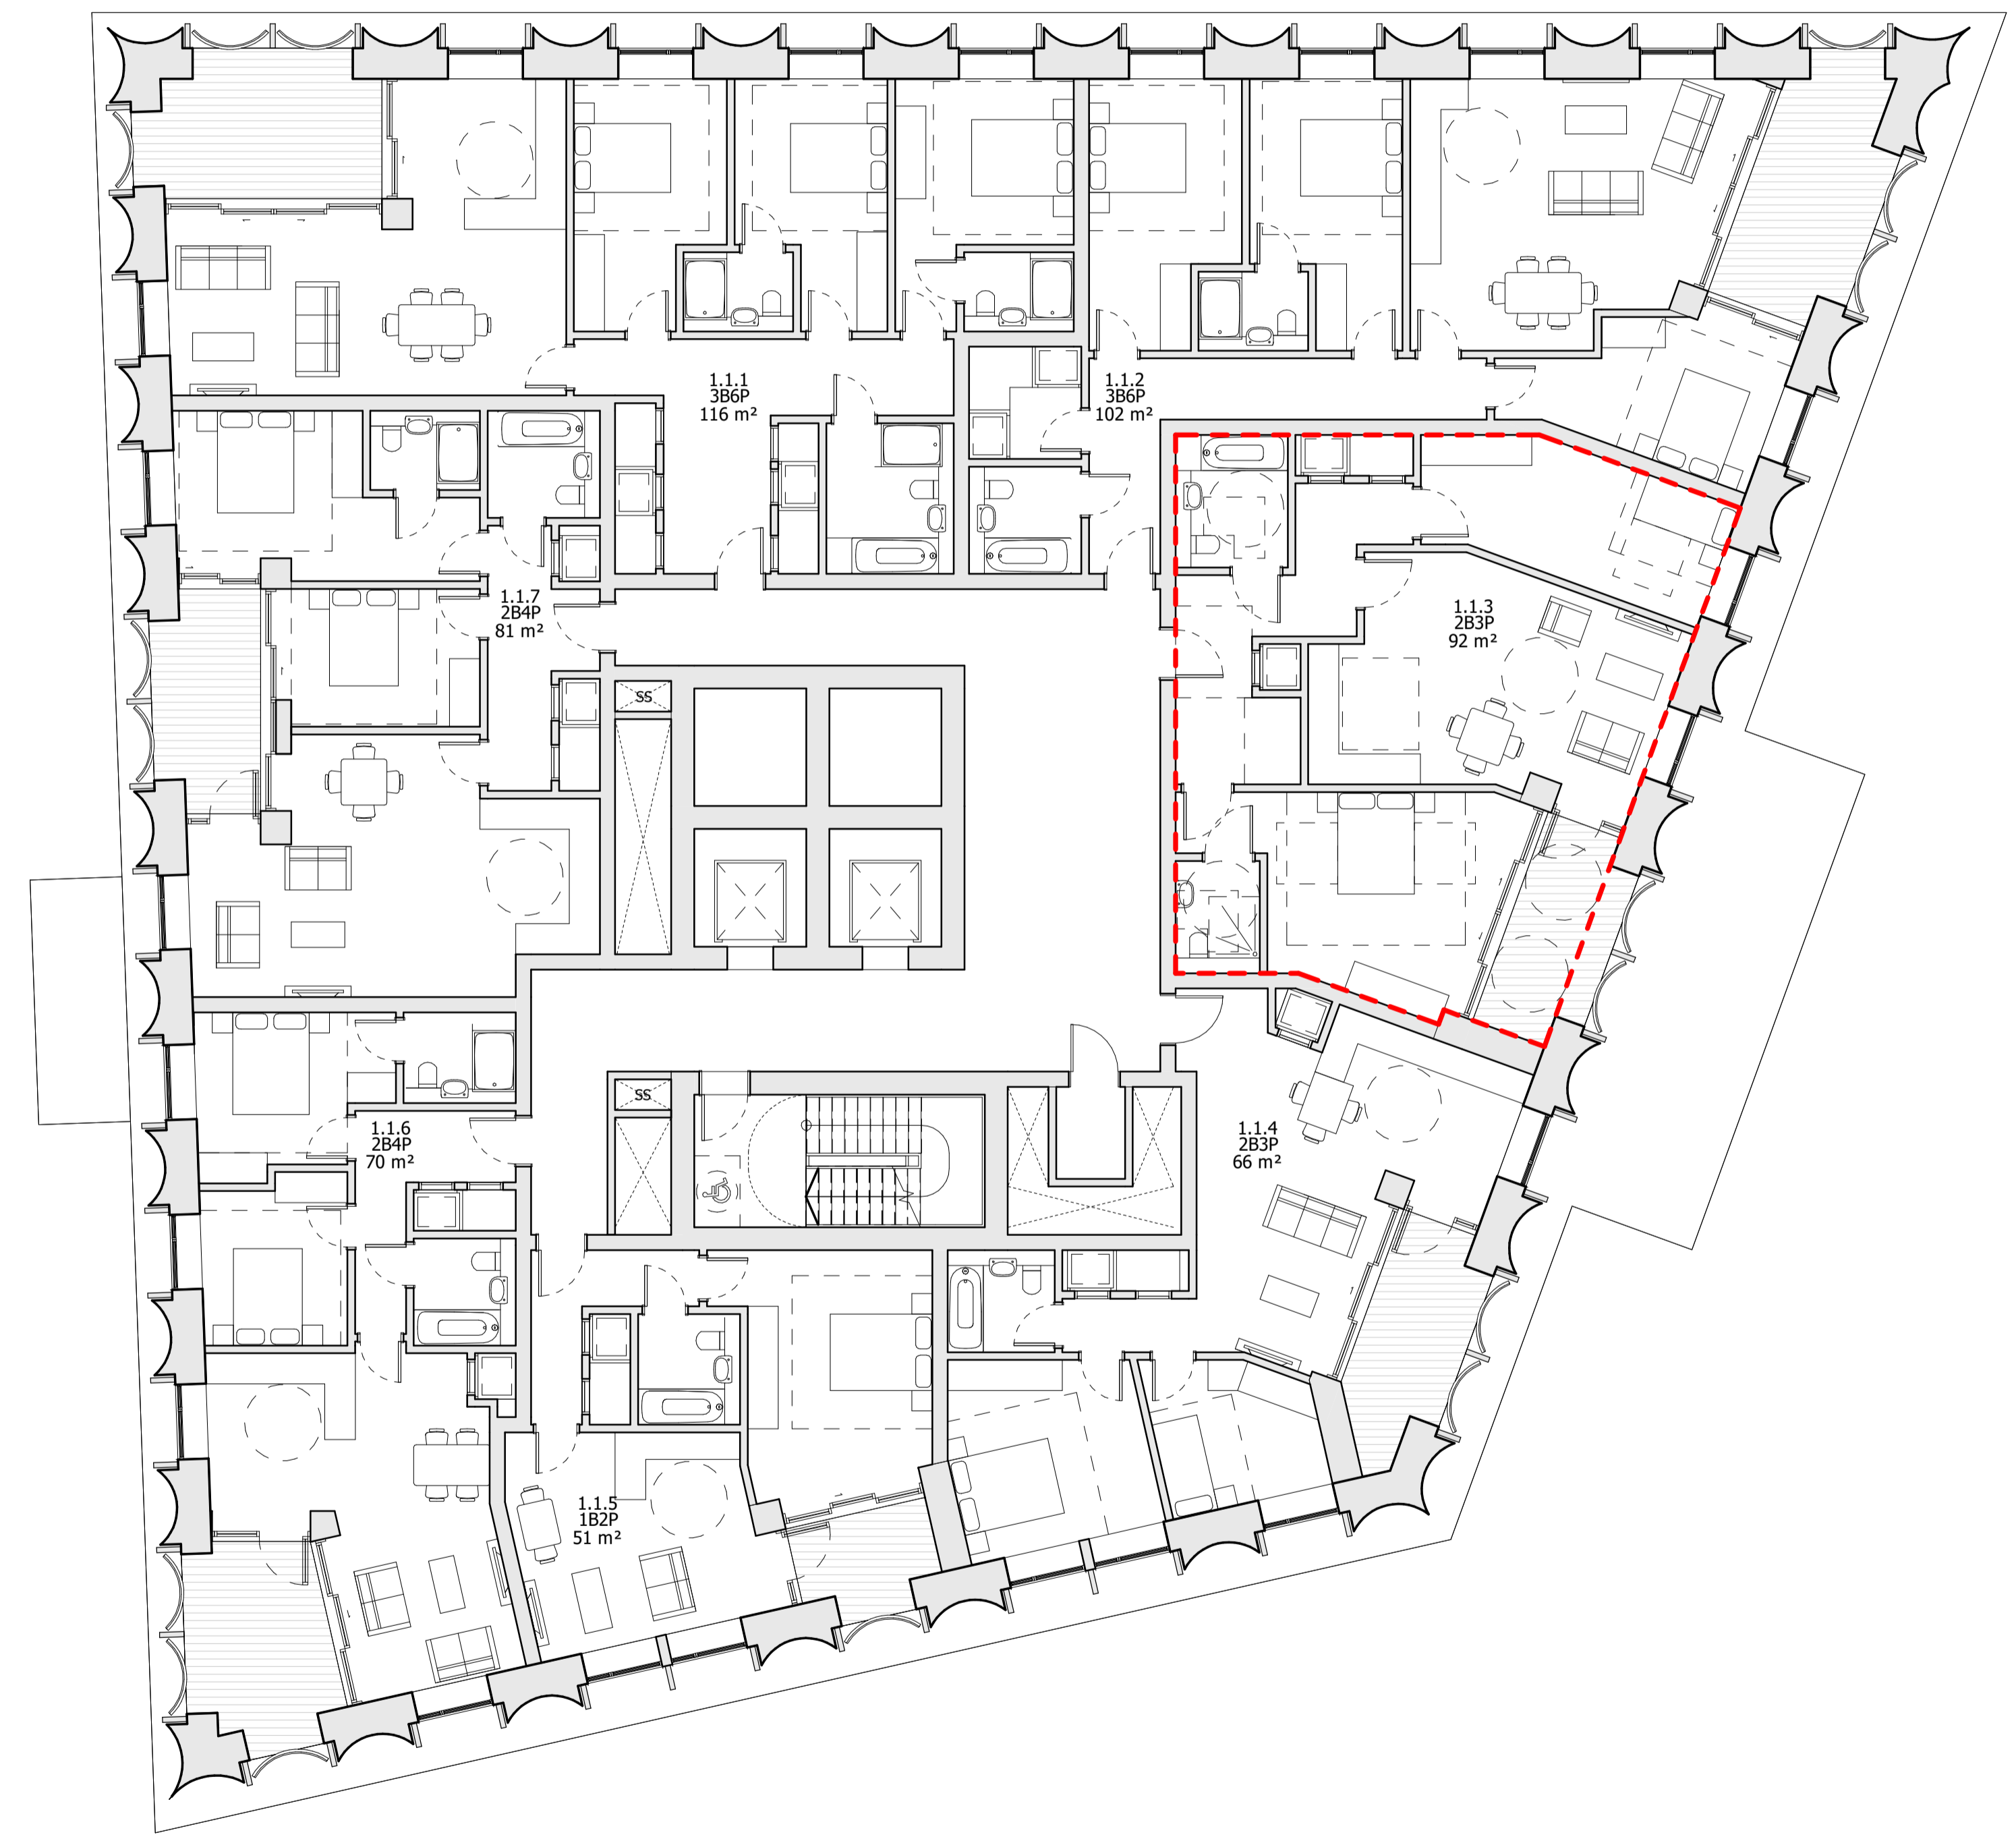 1.1.1
3B6P
116 m²
1.1.2
3B6P
102 m²
1.1.7
2B4P
81 m²
1.1.3
2B3P
92 m²
SS
SS
1.1.6
2B4P
70 m²
1.1.4
2B3P
66 m²
1.1.5
1B2P
51 m²